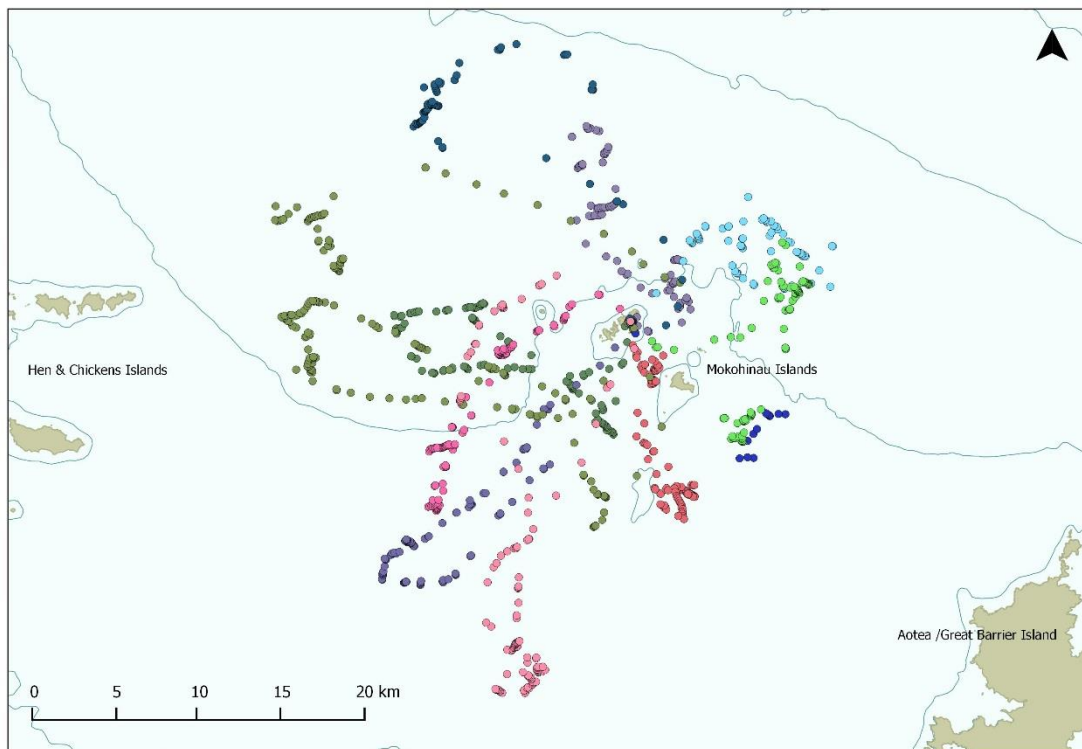 Hen & Chickens Islands
Mokohinau Islands
Aotea /Great Barrier Island
0 5 10 15 20 km